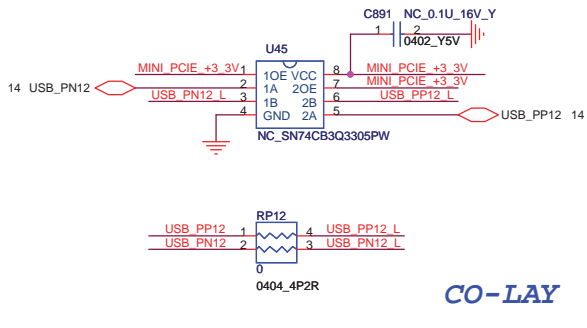 C891 NC_0.1U_16V_Y
1 2
0402_Y5V
U45
MINI_PCIE_+3_3V 1 1OE VCC 8 MINI_PCIE_+3_3V
14 USB_PN12 2 1A 2OE 7 MINI_PCIE_+3_3V
USB_PN12_L 3 1B 2B 6 USB_PP12_L
4 GND 2A 5 USB_PP12 14
NC_SN74CB3Q3305PW
RP12
USB_PP12 1 4 USB_PP12_L
USB_PN12 2 3 USB_PN12_L
0
0404_4P2R
CO-LAY